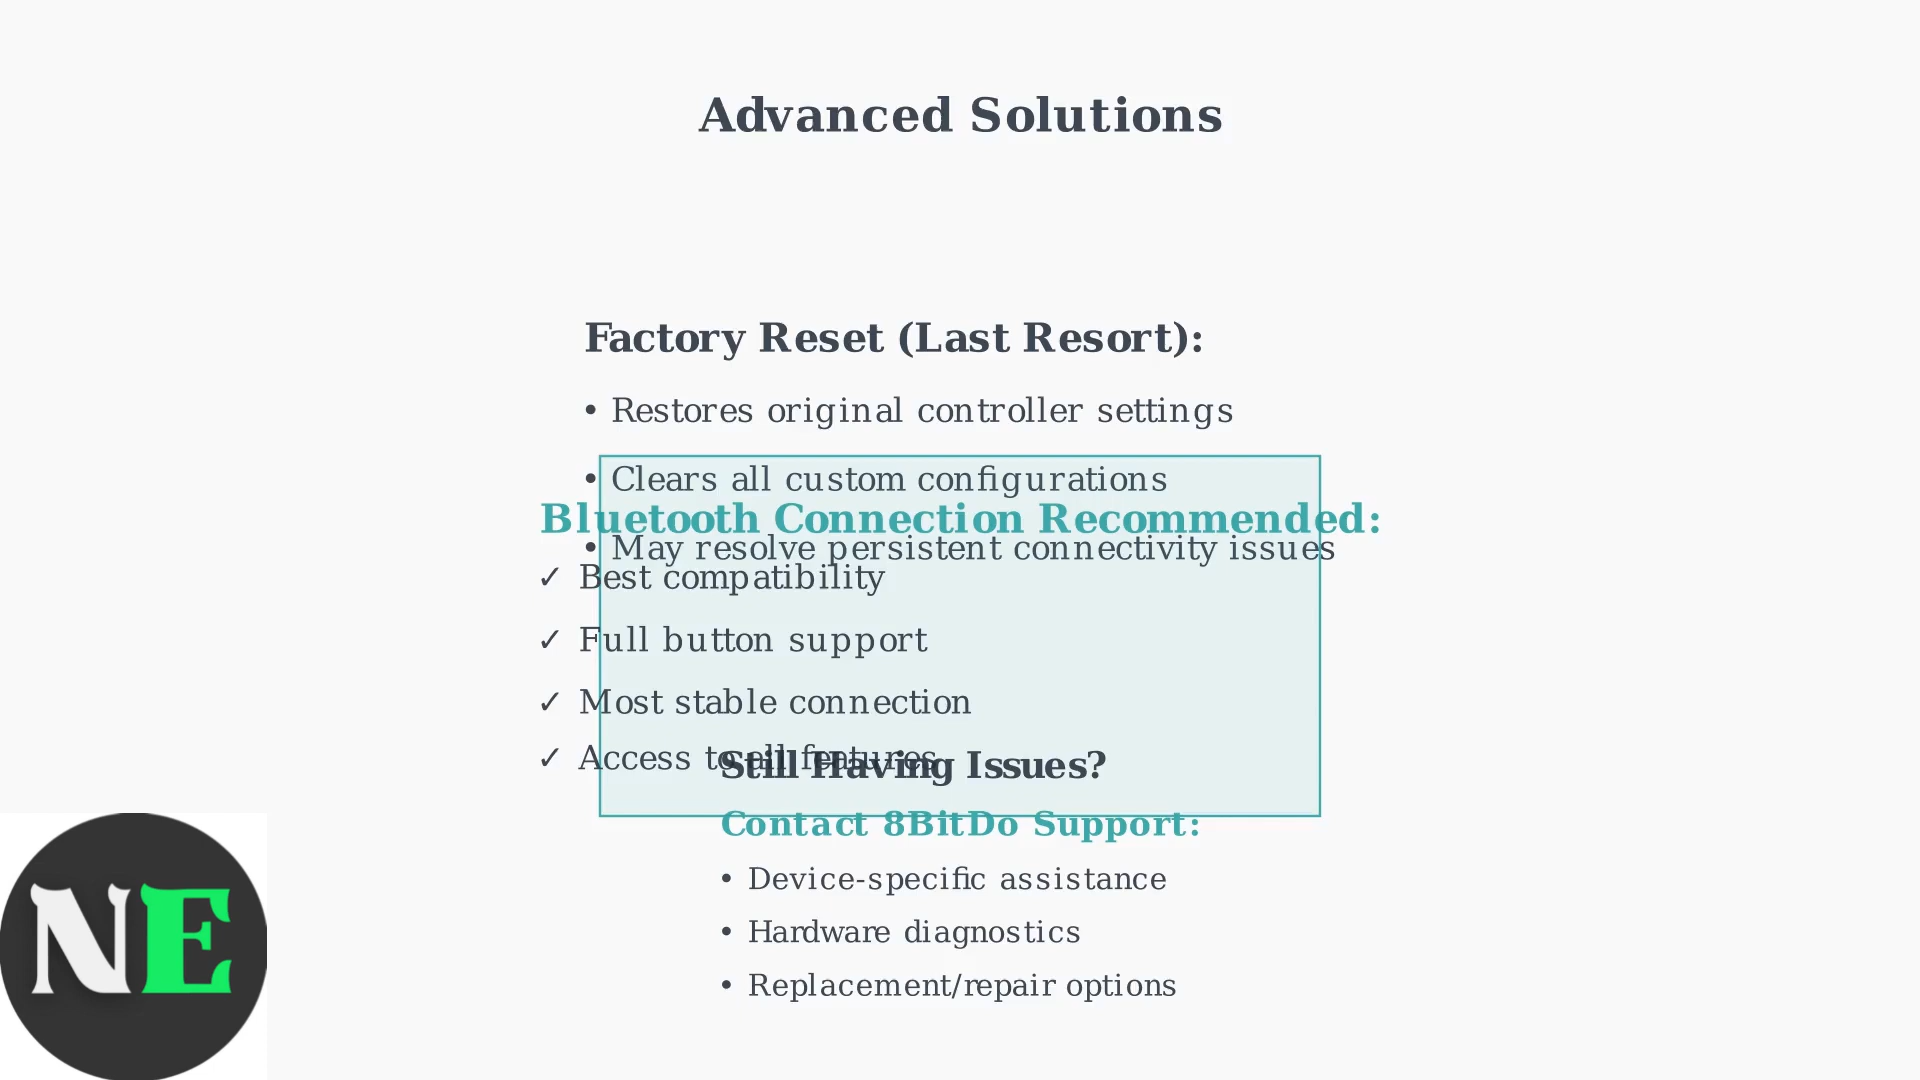 Advanced Solutions
Factory Reset (Last Resort):
• Restores original controller settings
• Clears all custom configurations
Bluetooth Connection Recommended:
• May resolve persistent connectivity issues
✓ Best compatibility
✓ Full button support
✓ Most stable connection
✓ Access to all features
Still Having Issues?
Contact 8BitDo Support:
• Device-specific assistance
• Hardware diagnostics
• Replacement/repair options
NE